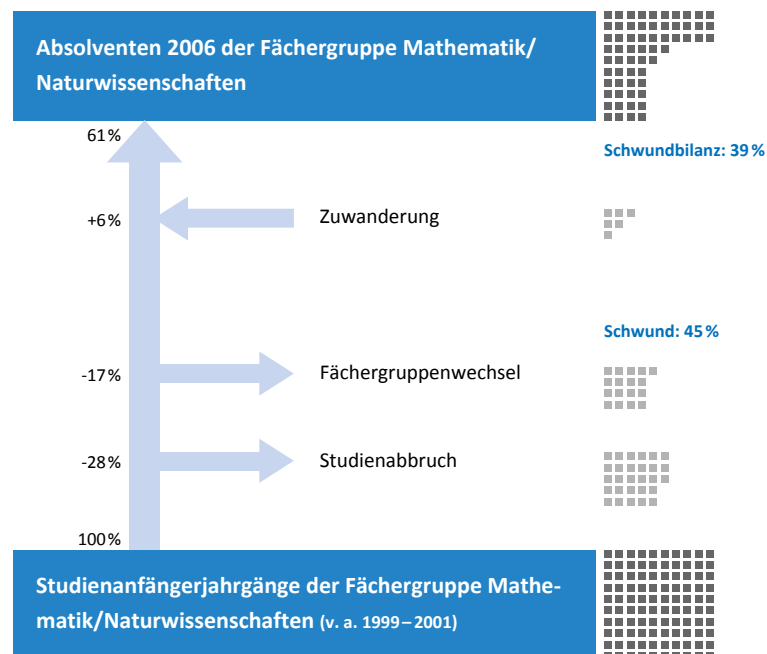 Absolventen 2006 der Fächergruppe Mathematik/
Naturwissenschaften
61%
Schwundbilanz: 39%
+6%
Zuwanderung
Schwund: 45%
-17%
Fächergruppenwechsel
-28%
Studienabbruch
100%
Studienanfängerjahrgänge der Fächergruppe Mathe-
matik/Naturwissenschaften (v. a. 1999–2001)